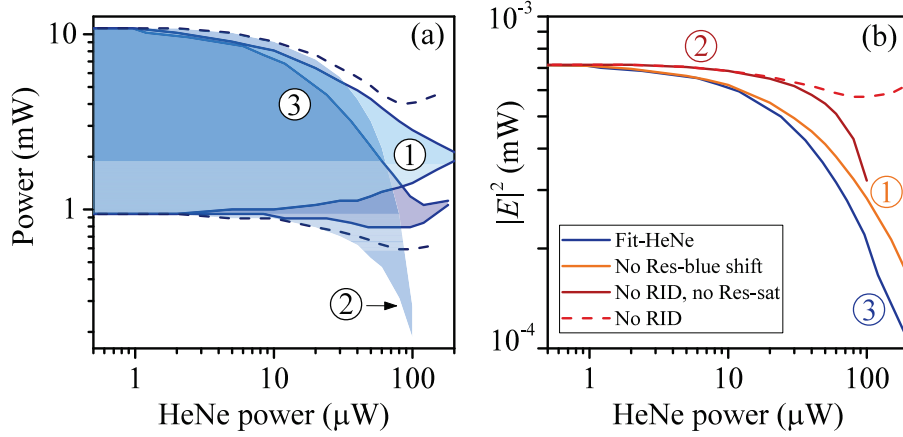 (a)
10
1
Power (mW)
③
①
②
1
10
100
HeNe power (μW)
(b)
10⁻³
10⁻⁴
|E|² (mW)
②
①
③
Fit-HeNe
No Res-blue shift
No RID, no Res-sat
No RID
1
10
100
HeNe power (μW)